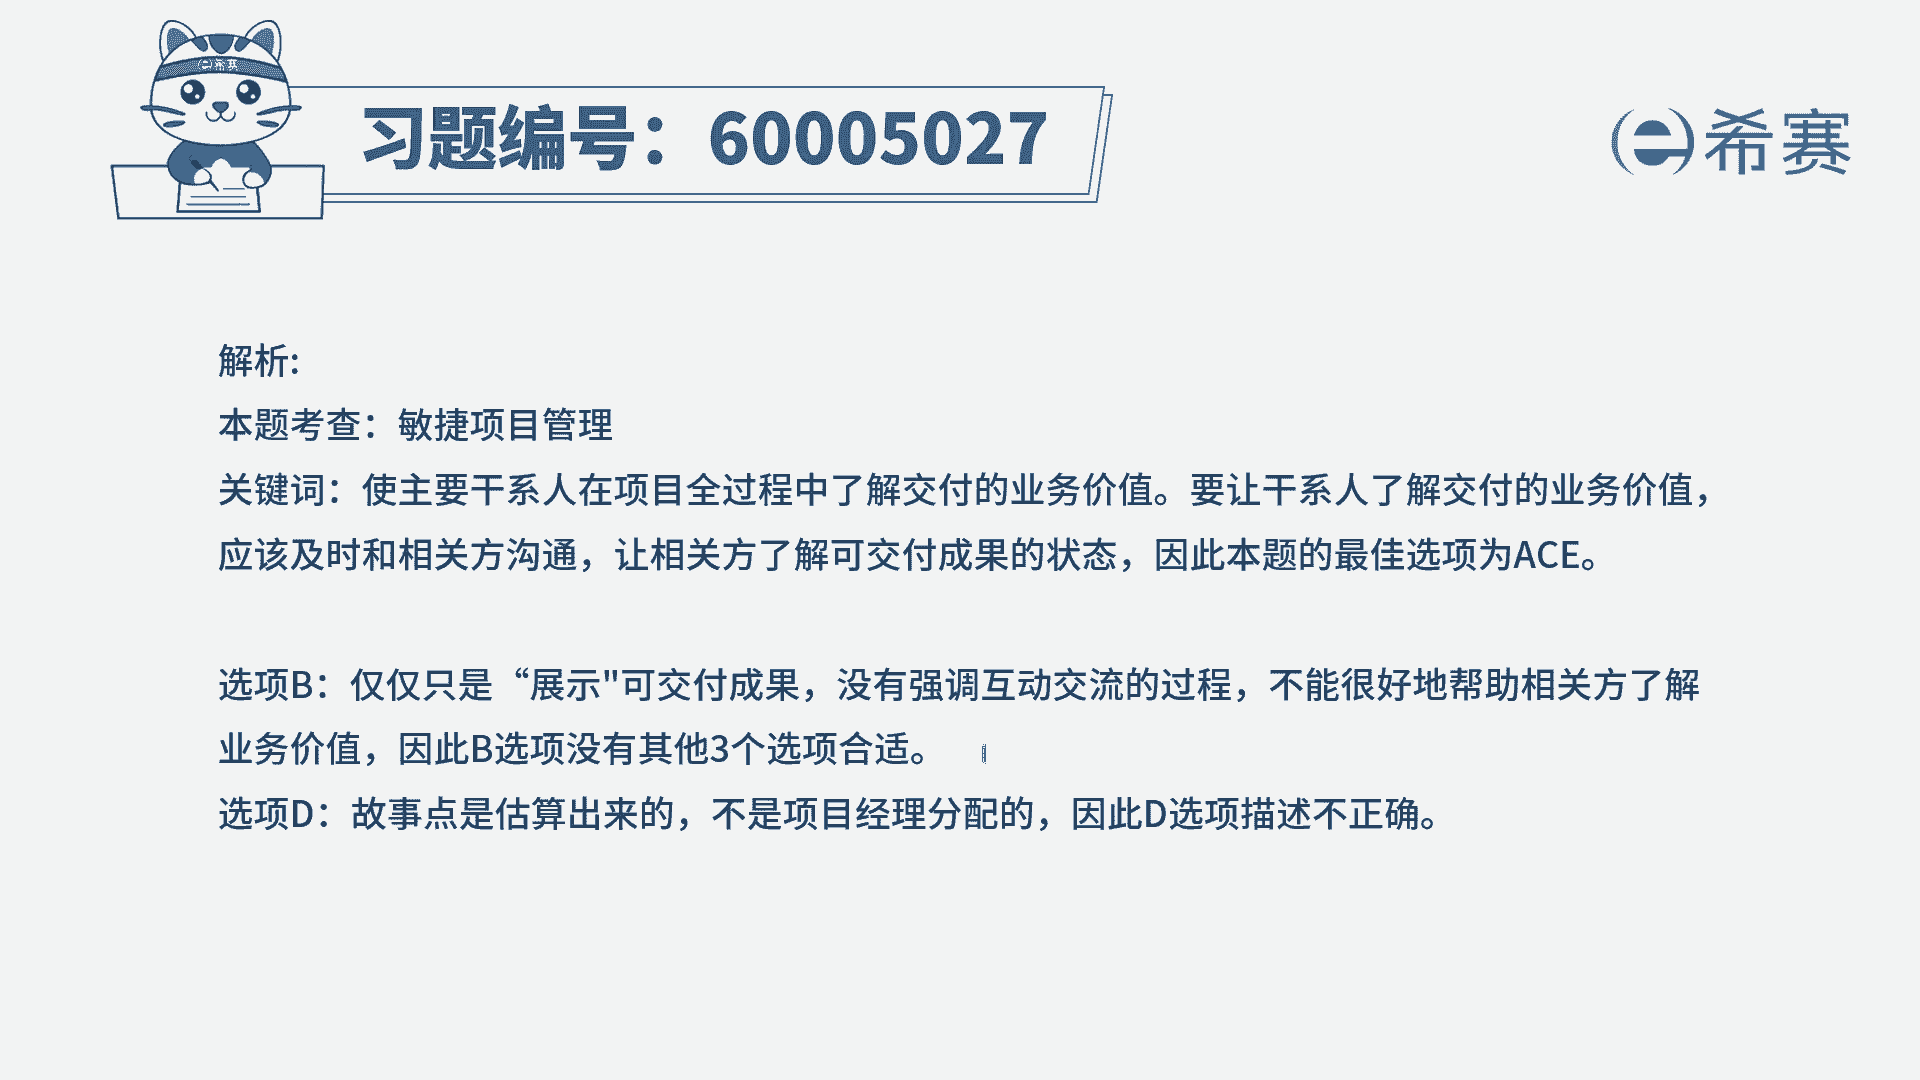 e希赛
习题编号：60005027
e希赛
解析:
本题考查：敏捷项目管理
关键词：使主要干系人在项目全过程中了解交付的业务价值。要让干系人了解交付的业务价值，
应该及时和相关方沟通，让相关方了解可交付成果的状态，因此本题的最佳选项为ACE。
选项B：仅仅只是“展示"可交付成果，没有强调互动交流的过程，不能很好地帮助相关方了解
业务价值，因此B选项没有其他3个选项合适。
选项D：故事点是估算出来的，不是项目经理分配的，因此D选项描述不正确。